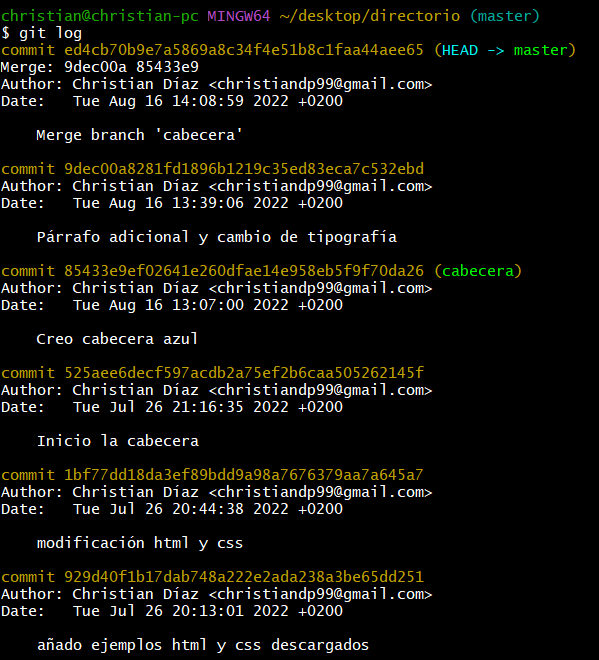 christian@christian-pc MINGW64 ~/desktop/directorio (master)
$ git log
commit ed4cb70b9e7a5869a8c34f4e51b8c1faa44aee65 (HEAD -> master)
Merge: 9dec00a 85433e9
Author: Christian Díaz <christiandp99@gmail.com>
Date:   Tue Aug 16 14:08:59 2022 +0200
    Merge branch 'cabecera'
commit 9dec00a8281fd1896b1219c35ed83eca7c532ebd
Author: Christian Díaz <christiandp99@gmail.com>
Date:   Tue Aug 16 13:39:06 2022 +0200
    Párrafo adicional y cambio de tipografía
commit 85433e9ef02641e260dfae14e958eb5f9f70da26 (cabecera)
Author: Christian Díaz <christiandp99@gmail.com>
Date:   Tue Aug 16 13:07:00 2022 +0200
    Creo cabecera azul
commit 525aee6decf597acdb2a75ef2b6caa505262145f
Author: Christian Díaz <christiandp99@gmail.com>
Date:   Tue Jul 26 21:16:35 2022 +0200
    Inicio la cabecera
commit 1bf77dd18da3ef89bdd9a98a7676379aa7a645a7
Author: Christian Díaz <christiandp99@gmail.com>
Date:   Tue Jul 26 20:44:38 2022 +0200
    modificación html y css
commit 929d40f1b17dab748a222e2ada238a3be65dd251
Author: Christian Díaz <christiandp99@gmail.com>
Date:   Tue Jul 26 20:13:01 2022 +0200
    añado ejemplos html y css descargados